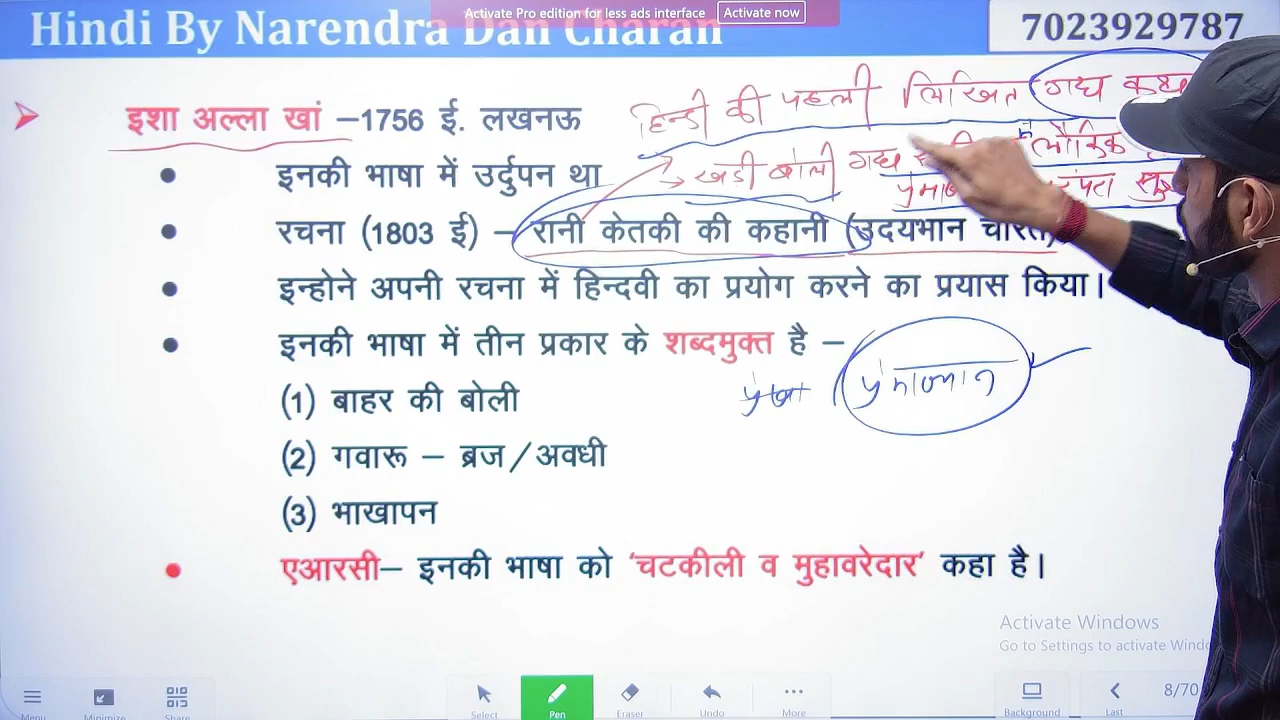 Activate Pro edition for less ads interface Activate now
Hindi By Narendra Dan Charan 7023929787
इशा अल्ला खां –1756 ई. लखनऊ
हिन्दी की पहली लिखित गद्य
इनकी भाषा में उर्दुपन था
खडी बोली गद्य
रचना (1803 ई) – रानी केतकी की कहानी (उदयभान चरित)
इन्होने अपनी रचना में हिन्दवी का प्रयोग करने का प्रयास किया।
इनकी भाषा में तीन प्रकार के शब्दमुक्त है –
(1) बाहर की बोली
(2) गवारू – ब्रज/अवधी
(3) भाखापन
एआरसी– इनकी भाषा को 'चटकीली व मुहावरेदार' कहा है।
Activate Windows
Go to Settings to activate
Menu Minimize Share Select Pen Eraser Undo More Background Last 8/70